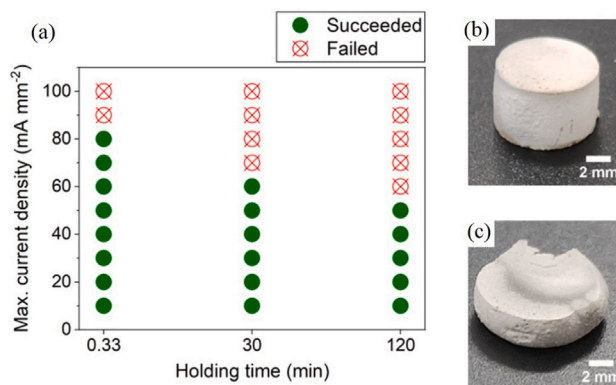 (a)
Succeeded
Failed
Max. current density (mA mm⁻²)
100
80
60
40
20
0
0.33
30
120
Holding time (min)
(b)
2 mm
(c)
2 mm